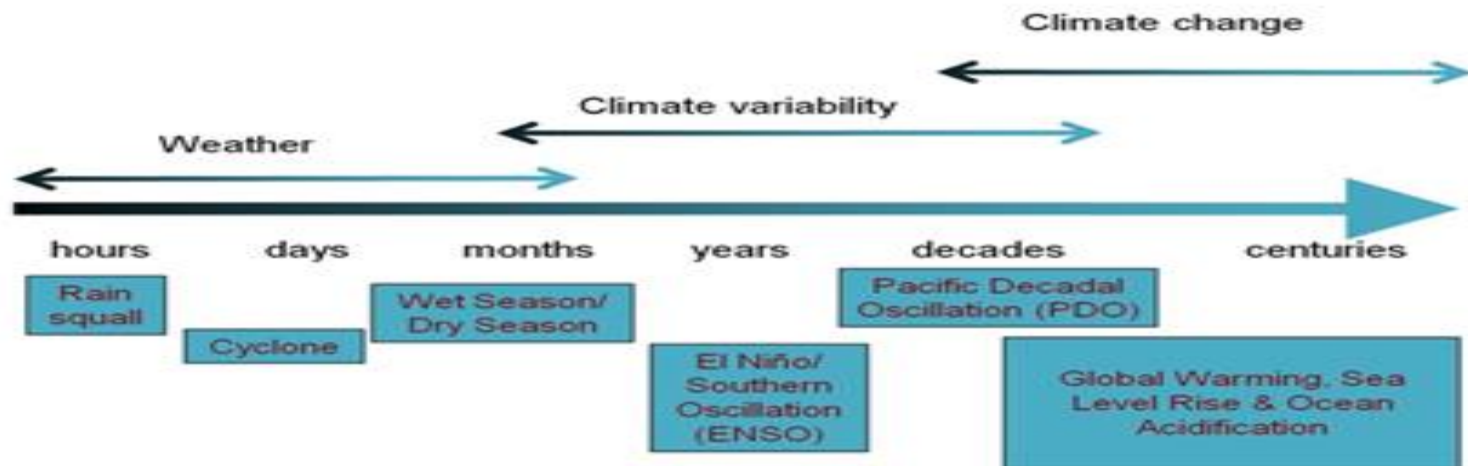 Climate change
Climate variability
Weather
hours days months years decades centuries
Rain
squall
Cyclone
Wet Season/
Dry Season
El Niño/
Southern
Oscillation
(ENSO)
Pacific Decadal
Oscillation (PDO)
Global Warming, Sea
Level Rise & Ocean
Acidification